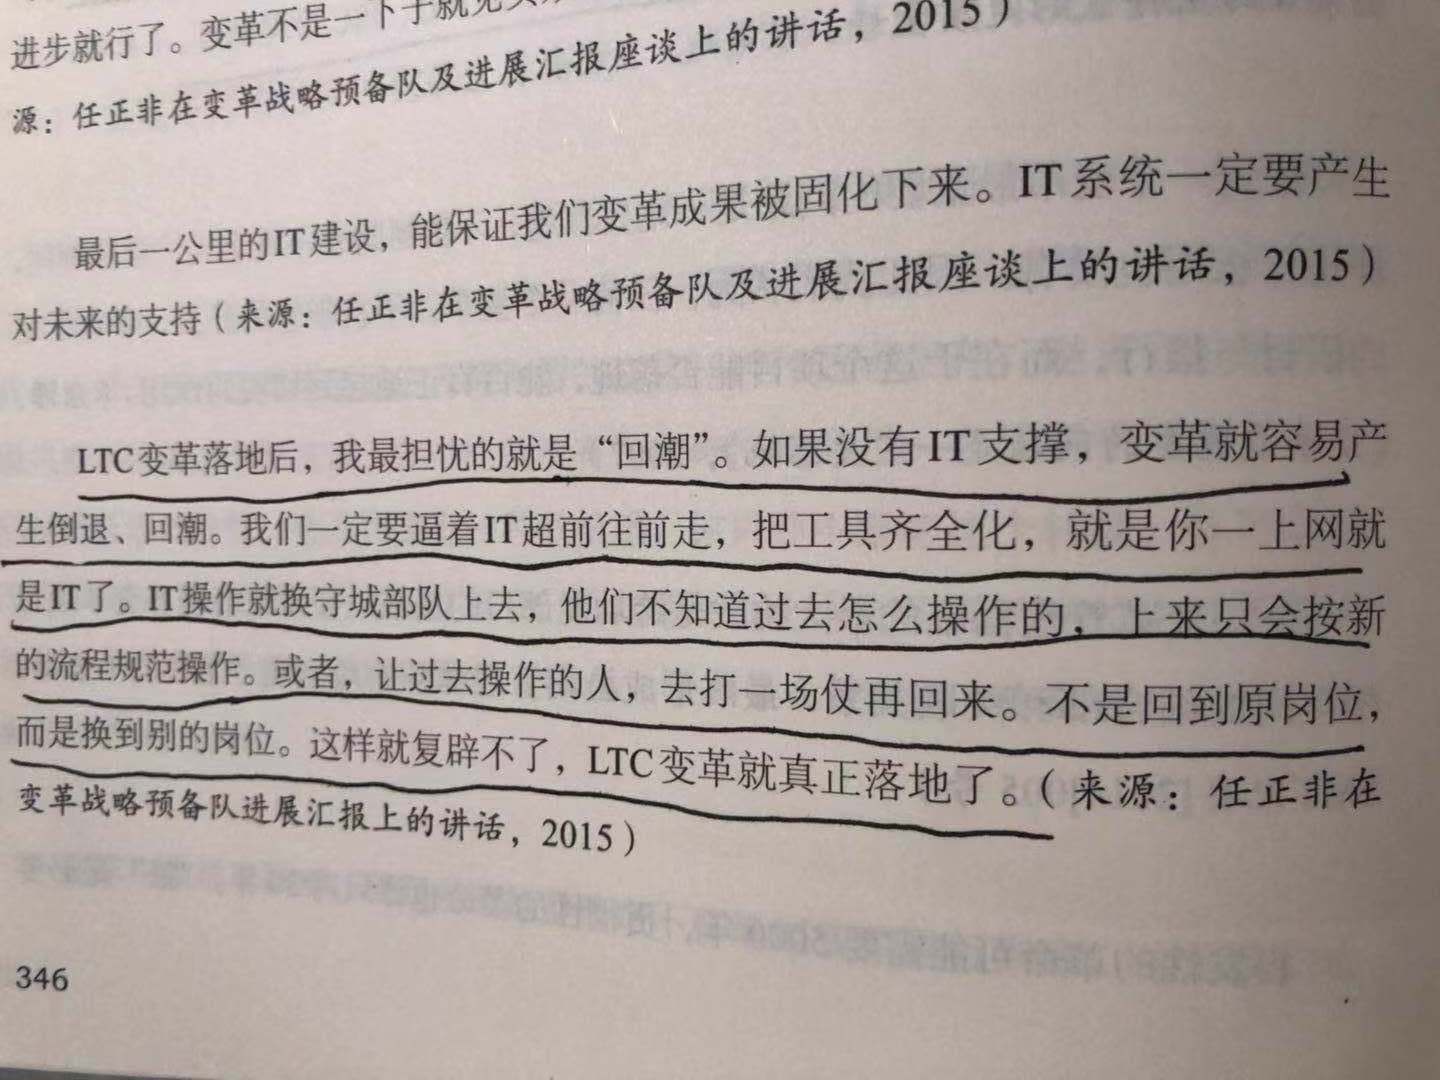 进步就行了。变革不是一下子就
源：任正非在变革战略预备队及进展汇报座谈上的讲话，2015）
最后一公里的IT建设，能保证我们变革成果被固化下来。IT系统一定要产生
对未来的支持（来源：任正非在变革战略预备队及进展汇报座谈上的讲话，2015）
LTC变革落地后，我最担忧的就是“回潮”。如果没有IT支撑，变革就容易产
生倒退、回潮。我们一定要逼着IT超前往前走，把工具齐全化，就是你一上网就
是IT了。IT操作就换守城部队上去，他们不知道过去怎么操作的，上来只会按新
的流程规范操作。或者，让过去操作的人，去打一场仗再回来。不是回到原岗位，
而是换到别的岗位。这样就复辟不了，LTC变革就真正落地了。（来源：任正非在
变革战略预备队进展汇报上的讲话，2015）
346